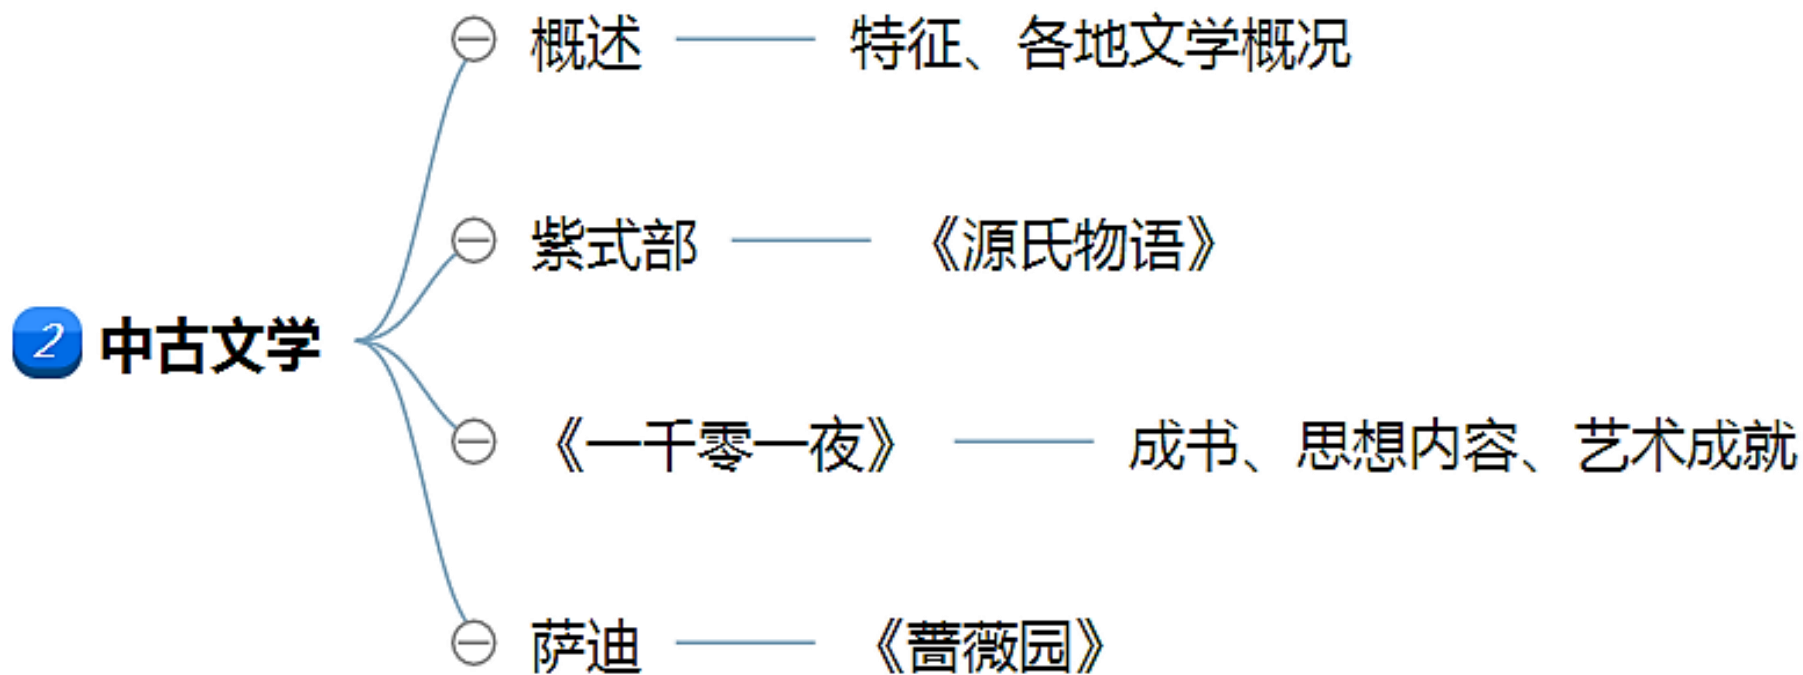 概述 特征、各地文学概况
紫式部 《源氏物语》
2 中古文学
《一千零一夜》 成书、思想内容、艺术成就
萨迪 《蔷薇园》